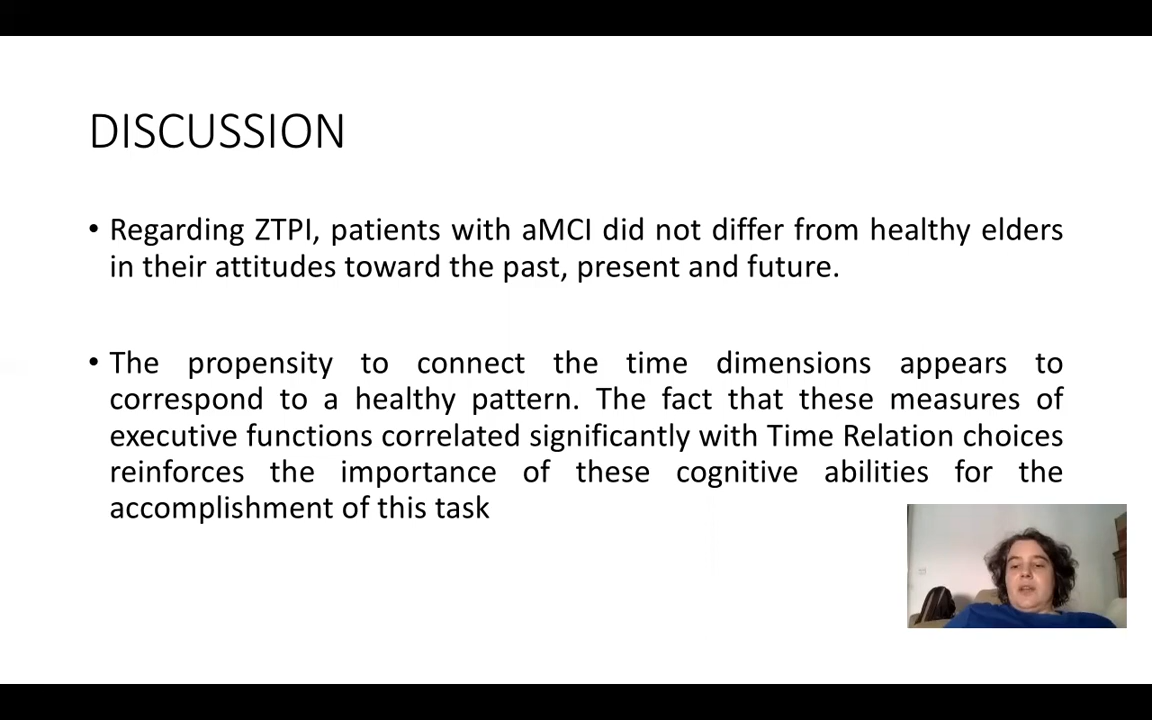 DISCUSSION
• Regarding ZTPI, patients with aMCI did not differ from healthy elders
in their attitudes toward the past, present and future.
• The propensity to connect the time dimensions appears to
correspond to a healthy pattern. The fact that these measures of
executive functions correlated significantly with Time Relation choices
reinforces the importance of these cognitive abilities for the
accomplishment of this task